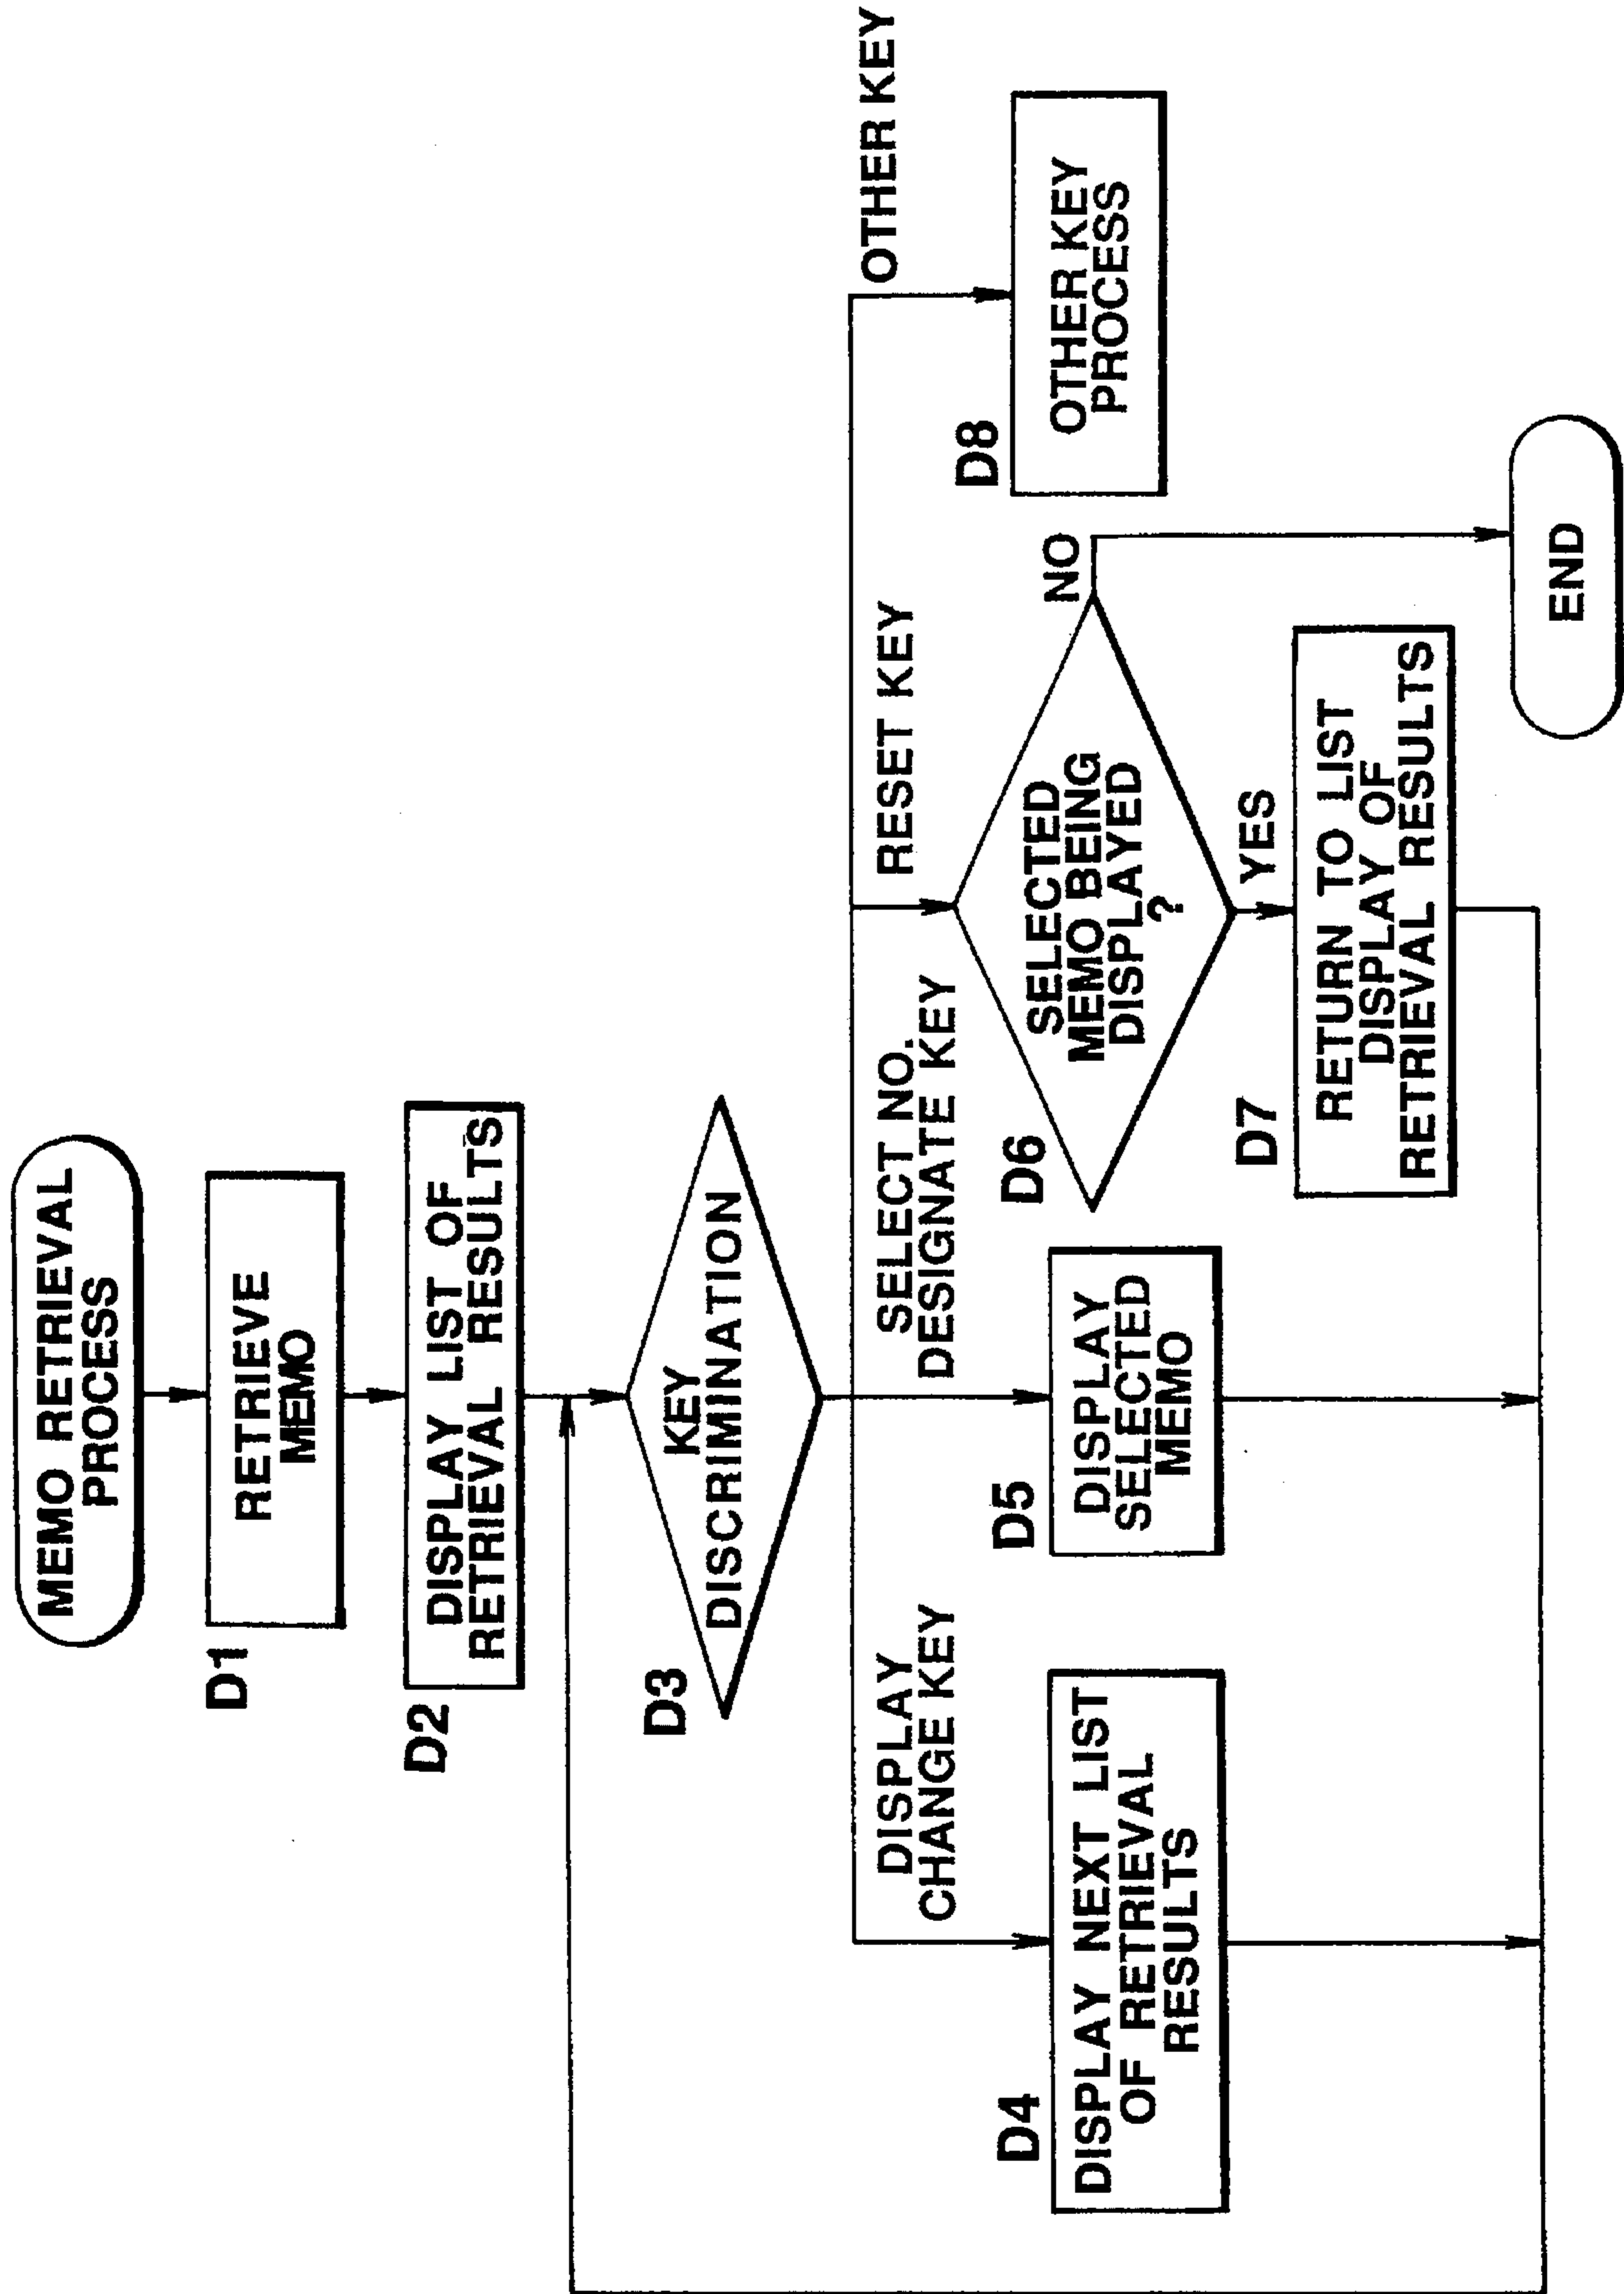 MEMO RETRIEVAL
PROCESS
D1
RETRIEVE
MEMO
D2
DISPLAY LIST OF
RETRIEVAL RESULTS
D3
KEY
DISCRIMINATION
DISPLAY
CHANGE KEY
SELECT NO.
DESIGNATE KEY
RESET KEY
OTHER KEY
D4
DISPLAY NEXT LIST
OF RETRIEVAL
RESULTS
D5
DISPLAY
SELECTED
MEMO
D6
SELECTED
MEMO BEING
DISPLAYED
?
NO
YES
D7
RETURN TO LIST
DISPLAY OF
RETRIEVAL RESULTS
D8
OTHER KEY
PROCESS
END